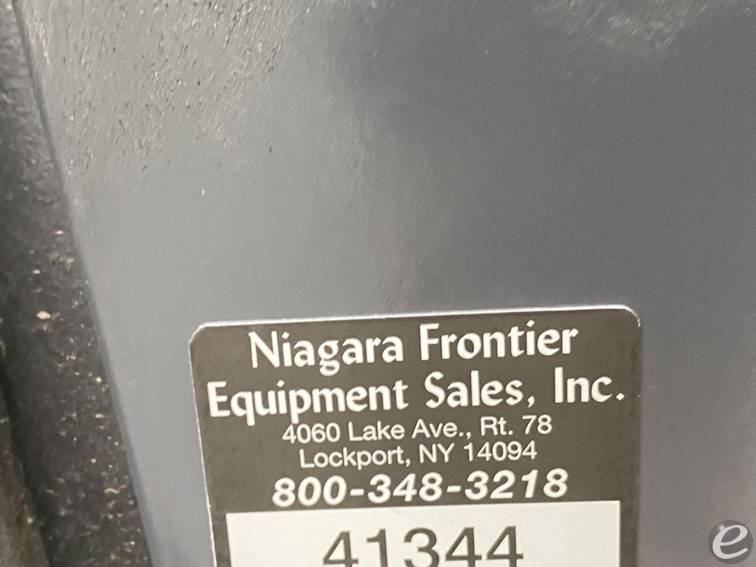 Niagara Frontier
Equipment Sales, Inc.
4060 Lake Ave., Rt. 78
Lockport, NY 14094
800-348-3218
41344
e